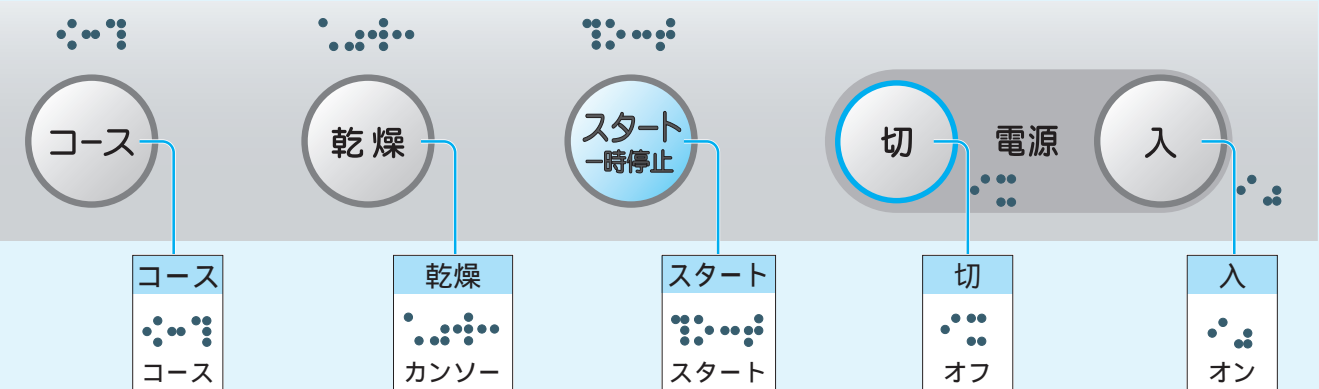 コース
乾燥
スタート
一時停止
切
電源
入
コース
コース
乾燥
カンソー
スタート
スタート
切
オフ
入
オン